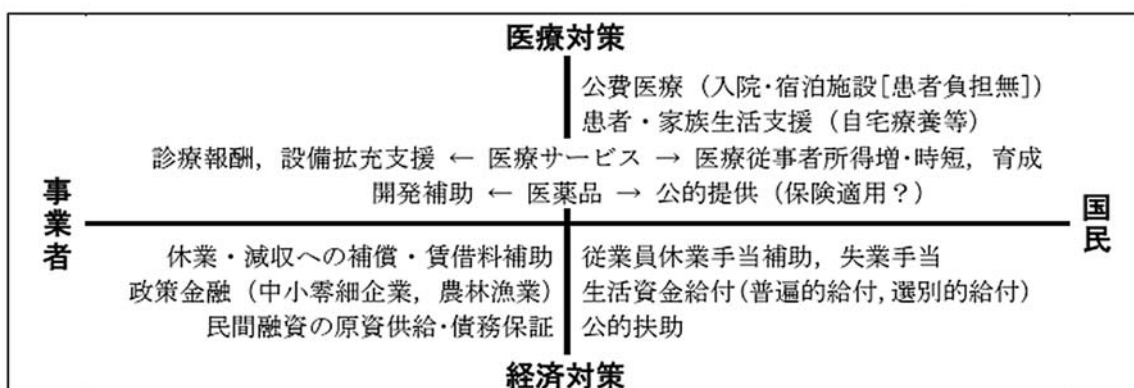 医療対策
公費医療（入院・宿泊施設[患者負担無]）
患者・家族生活支援（自宅療養等）
診療報酬，設備拡充支援 ← 医療サービス → 医療従事者所得増・時短，育成
開発補助 ← 医薬品 → 公的提供（保険適用？）
事業者
国民
休業・減収への補償・賃借料補助
従業員休業手当補助，失業手当
政策金融（中小零細企業，農林漁業）
生活資金給付(普遍的給付,選別的給付)
民間融資の原資供給・債務保証
公的扶助
経済対策